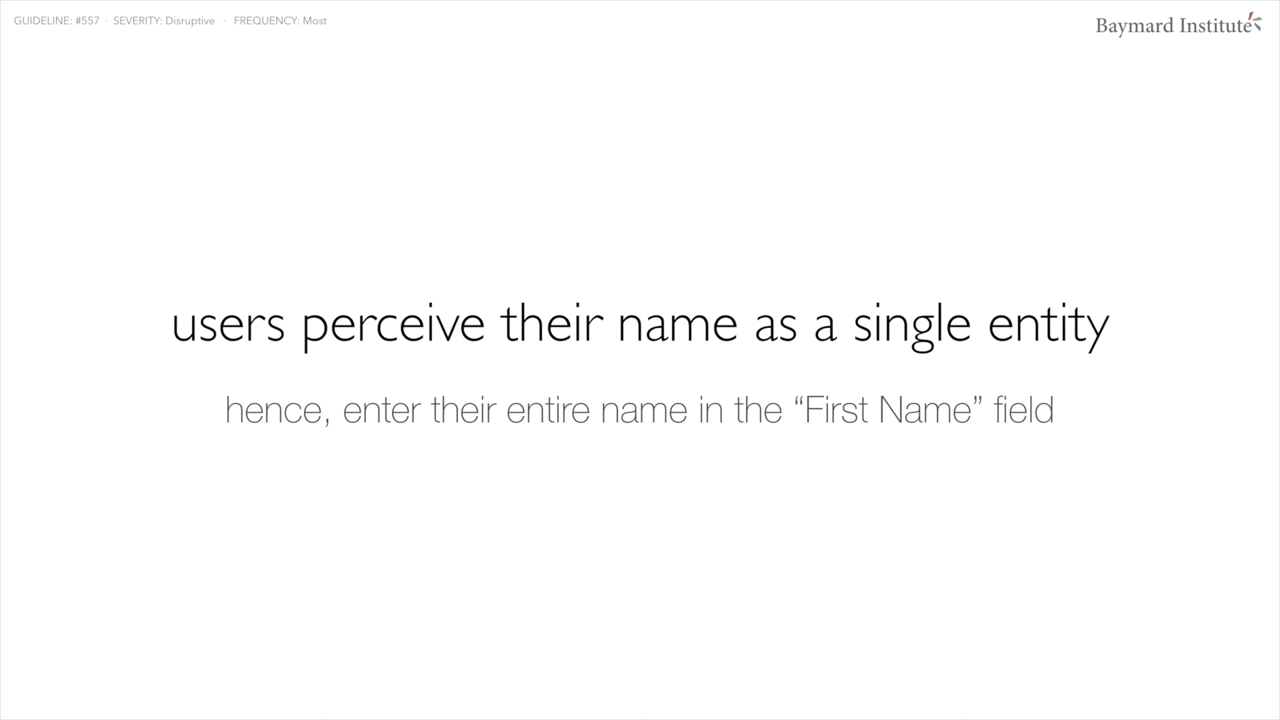 GUIDELINE: #557 · SEVERITY: Disruptive · FREQUENCY: Most
Baymard Institute
users perceive their name as a single entity
hence, enter their entire name in the “First Name” field